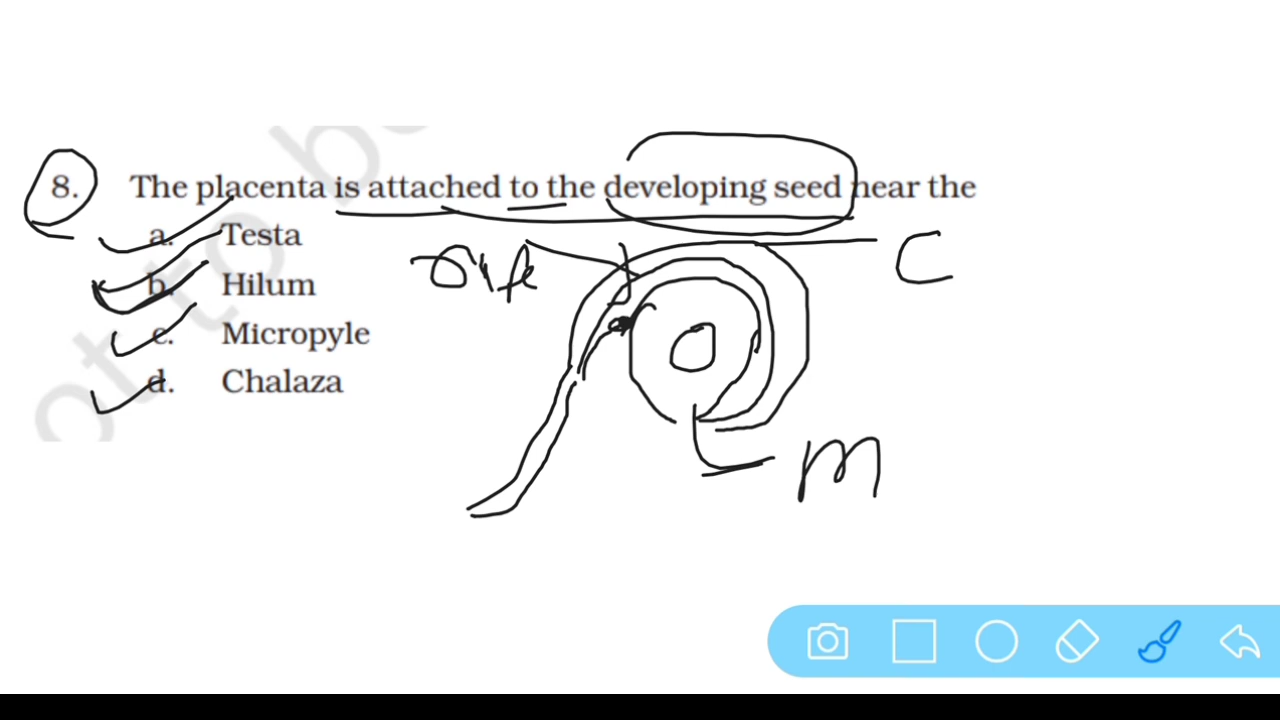 8. The placenta is attached to the developing seed near the
a. Testa
b. Hilum
c. Micropyle
d. Chalaza
C
M